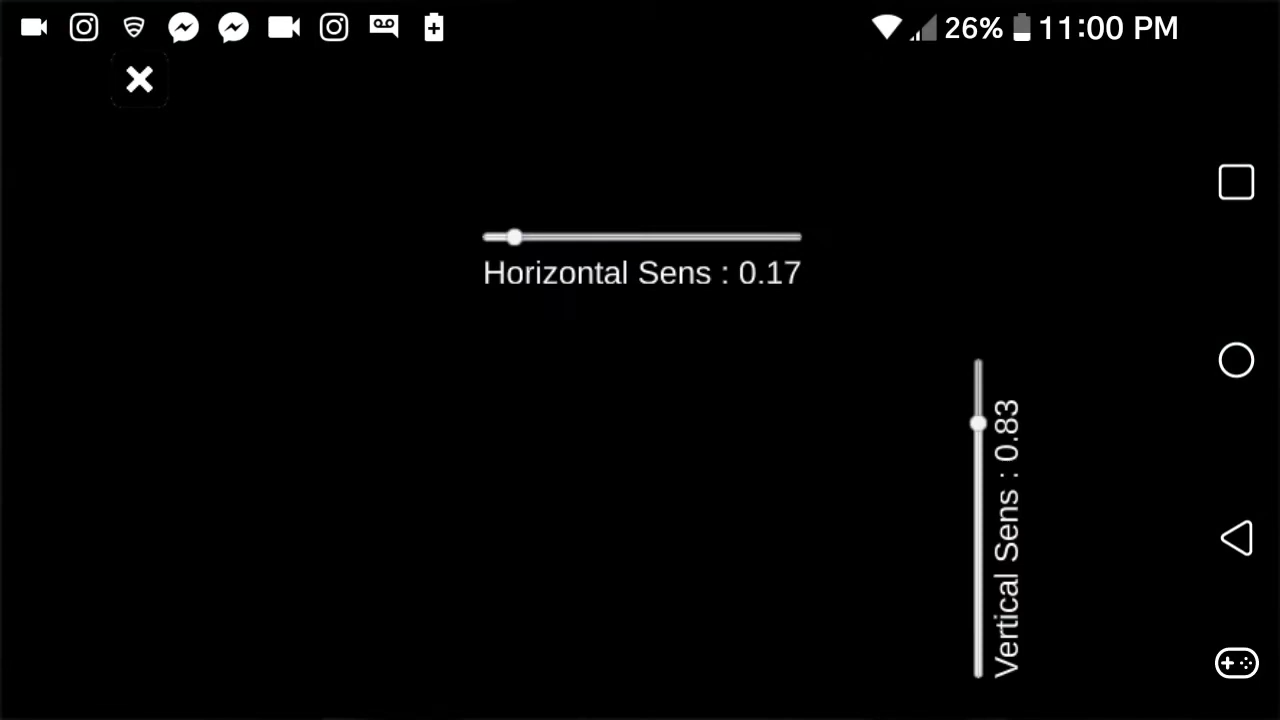 26% 11:00 PM
Horizontal Sens : 0.17
Vertical Sens : 0.83